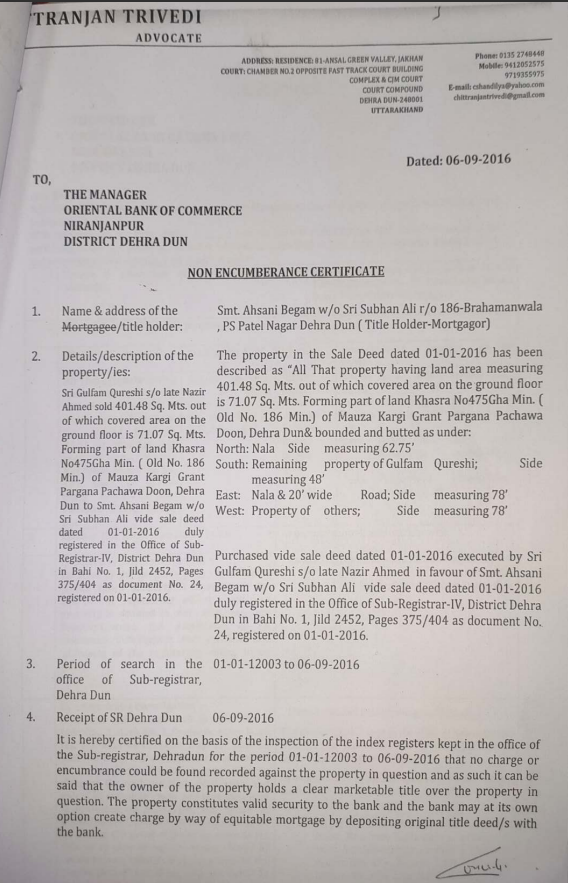 TRANJAN TRIVEDI
ADVOCATE
3
ADDRESS: RESIDENCE: 81-ANSAL GREEN VALLEY, JAKHAN
COURT: CHAMBER NO.2 OPPOSITE FAST TRACK COURT BUILDING
COMPLEX & CJM COURT
COURT COMPOUND
DEHRA DUN-248001
UTTARAKHAND
Phone: 0135 2748448
Mobile: 9412052575
9719355975
E-mail: cshandilya@yahoo.com
chittranjantrivedi@gmail.com
Dated: 06-09-2016
TO,
THE MANAGER
ORIENTAL BANK OF COMMERCE
NIRANJANPUR
DISTRICT DEHRA DUN
NON ENCUMBERANCE CERTIFICATE
1. Name & address of the
Mortgagee/title holder:
Smt. Ahsani Begam w/o Sri Subhan Ali r/o 186-Brahamanwala
, PS Patel Nagar Dehra Dun ( Title Holder-Mortgagor)
2. Details/description of the
property/ies:
Sri Gulfam Qureshi s/o late Nazir
Ahmed sold 401.48 Sq. Mts. out
of which covered area on the
ground floor is 71.07 Sq. Mts.
Forming part of land Khasra
No475Gha Min. ( Old No. 186
Min.) of Mauza Kargi Grant
Pargana Pachawa Doon, Dehra
Dun to Smt. Ahsani Begam w/o
Sri Subhan Ali vide sale deed
dated 01-01-2016 duly
registered in the Office of Sub-
Registrar-IV, District Dehra Dun
in Bahi No. 1, Jild 2452, Pages
375/404 as document No. 24,
registered on 01-01-2016.
The property in the Sale Deed dated 01-01-2016 has been
described as "All That property having land area measuring
401.48 Sq. Mts. out of which covered area on the ground floor
is 71.07 Sq. Mts. Forming part of land Khasra No475Gha Min. (
Old No. 186 Min.) of Mauza Kargi Grant Pargana Pachawa
Doon, Dehra Dun& bounded and butted as under:
North: Nala Side measuring 62.75'
South: Remaining property of Gulfam Qureshi; Side
measuring 48'
East: Nala & 20' wide Road; Side measuring 78'
West: Property of others; Side measuring 78'
Purchased vide sale deed dated 01-01-2016 executed by Sri
Gulfam Qureshi s/o late Nazir Ahmed in favour of Smt. Ahsani
Begam w/o Sri Subhan Ali vide sale deed dated 01-01-2016
duly registered in the Office of Sub-Registrar-IV, District Dehra
Dun in Bahi No. 1, Jild 2452, Pages 375/404 as document No.
24, registered on 01-01-2016.
3. Period of search in the
office of Sub-registrar,
Dehra Dun
01-01-12003 to 06-09-2016
4. Receipt of SR Dehra Dun 06-09-2016
It is hereby certified on the basis of the inspection of the index registers kept in the office of
the Sub-registrar, Dehradun for the period 01-01-12003 to 06-09-2016 that no charge or
encumbrance could be found recorded against the property in question and as such it can be
said that the owner of the property holds a clear marketable title over the property in
question. The property constitutes valid security to the bank and the bank may at its own
option create charge by way of equitable mortgage by depositing original title deed/s with
the bank.